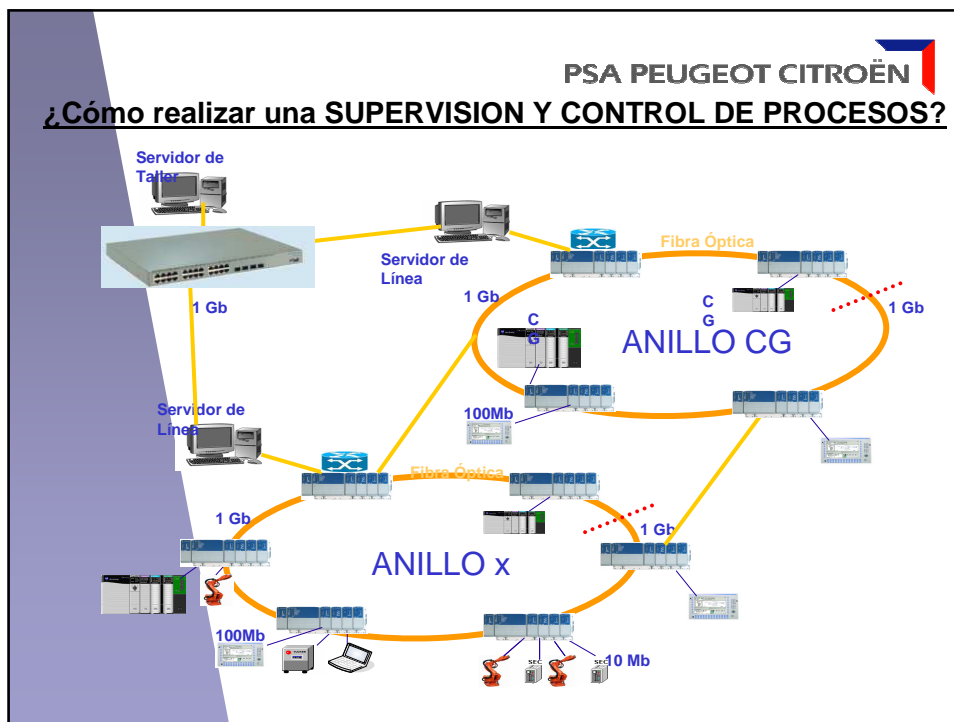 PSA PEUGEOT CITROËN
¿Cómo realizar una SUPERVISION Y CONTROL DE PROCESOS?
Servidor de
Taller
Servidor de
Línea
Fibra Óptica
1 Gb
1 Gb
C
G
C
G
1 Gb
ANILLO CG
100Mb
Servidor de
Línea
Fibra Óptica
1 Gb
1 Gb
ANILLO x
100Mb
10 Mb
SEC
SEC